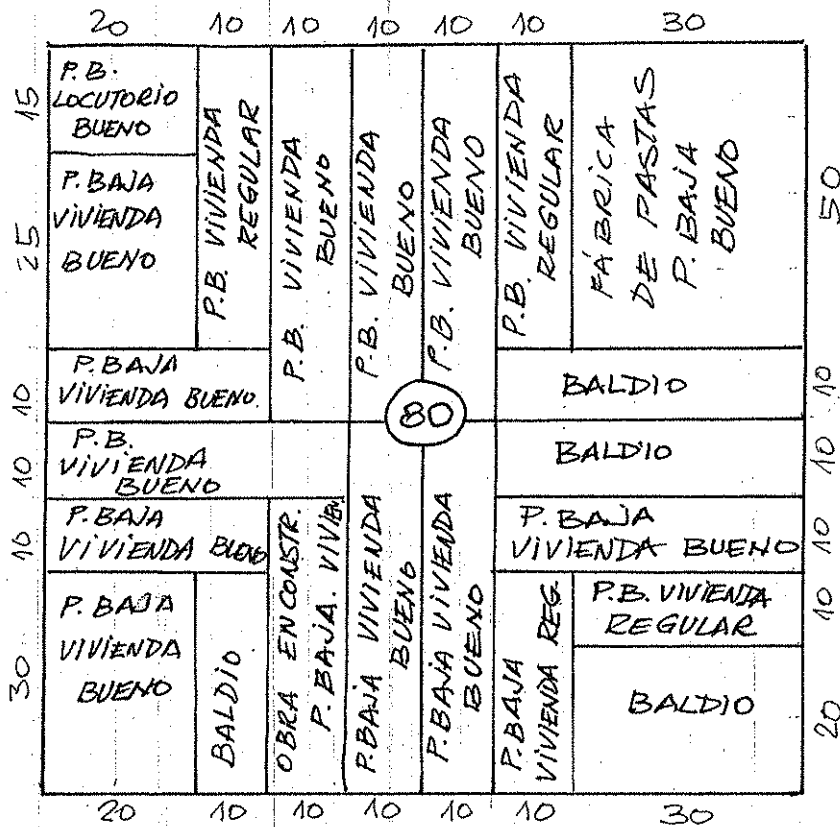 20 10 10 10 10 10 30
15
25
10
10
10
30
P.B.
LOCUTORIO
BUENO
P.BAJA
VIVIENDA
BUENO
P.B. VIVIENDA
REGULAR
P.B. VIVIENDA
BUENO
P.B. VIVIENDA
BUENO
P.B. VIVIENDA
BUENO
P.B. VIVIENDA
REGULAR
FÁBRICA
DE PASTAS
P. BAJA
BUENO
50
10
10
10
10
20
P.BAJA
VIVIENDA BUENO.
BALDIO
80
P.B.
VIVIENDA
BUENO
BALDIO
P.BAJA
VIVIENDA BUENO
P. BAJA
VIVIENDA BUENO
P. BAJA
VIVIENDA
BUENO
BALDIO
OBRA EN CONSTR.
P. BAJA. VIVIEN
P.BAJA VIVIENDA
BUENO
P.BAJA VIVIENDA
BUENO
P.BAJA
VIVIENDA REG.
P.B. VIVIENDA
REGULAR
BALDIO
20 10 10 10 10 10 30